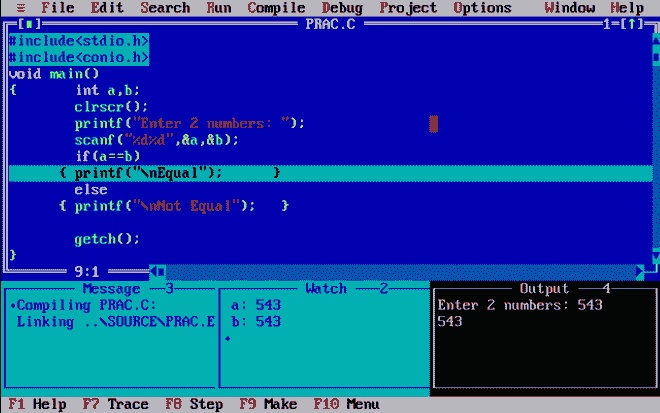 ≡ File Edit Search Run Compile Debug Project Options Window Help
[■] PRAC.C 1=[↑]
#include<stdio.h>
#include<conio.h>
void main()
{ int a,b;
clrscr();
printf("Enter 2 numbers: ");
scanf("%d%d",&a,&b);
if(a==b)
{ printf("\nEqual"); }
else
{ printf("\nNot Equal"); }
getch();
}
9:1
Message 3
•Compiling PRAC.C:
Linking ..\SOURCE\PRAC.E
Watch 2
a: 543
b: 543
Output 4
Enter 2 numbers: 543
543
F1 Help F7 Trace F8 Step F9 Make F10 Menu